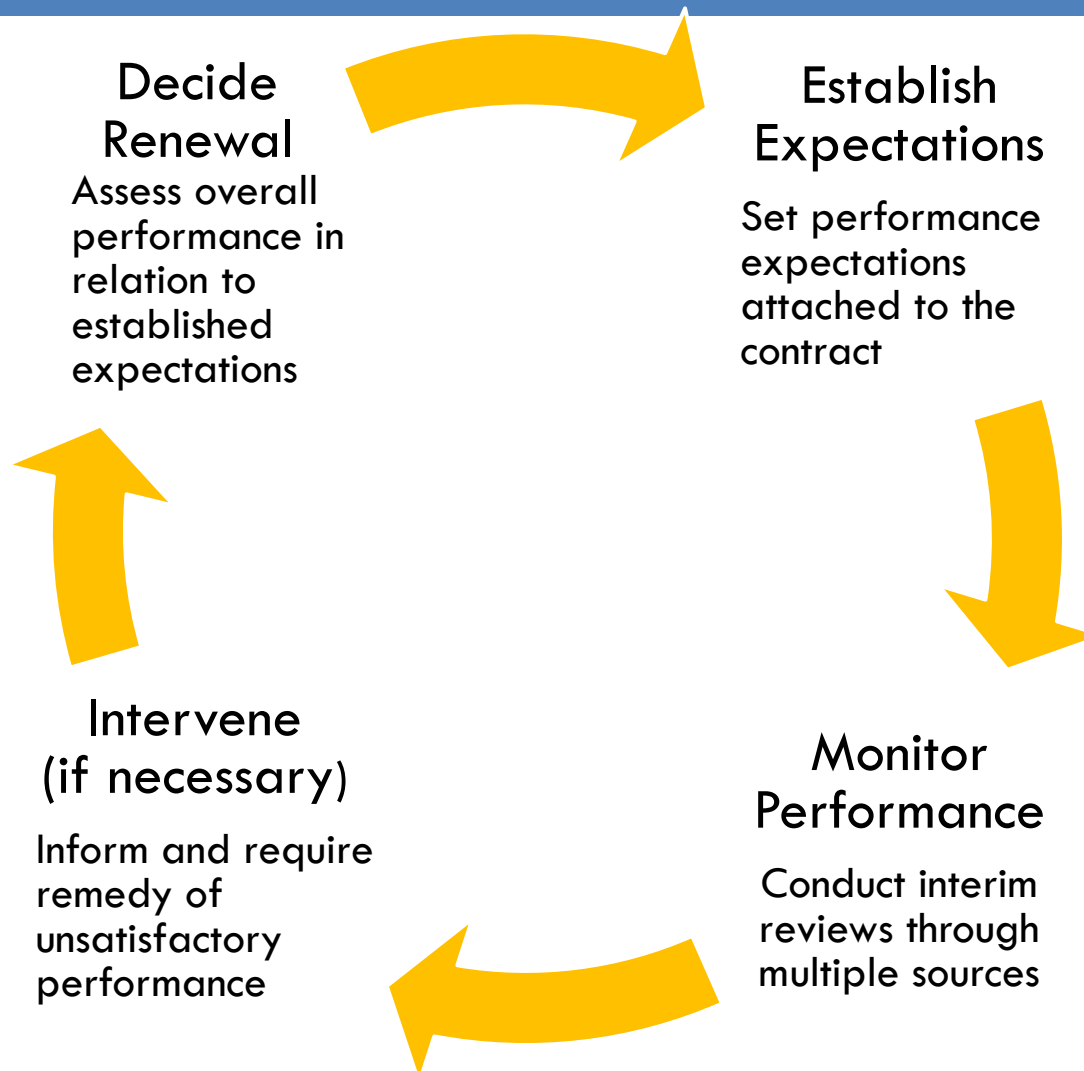 Decide
Renewal
Assess overall
performance in
relation to
established
expectations
Establish
Expectations
Set performance
expectations
attached to the
contract
Monitor
Performance
Conduct interim
reviews through
multiple sources
Intervene
(if necessary)
Inform and require
remedy of
unsatisfactory
performance